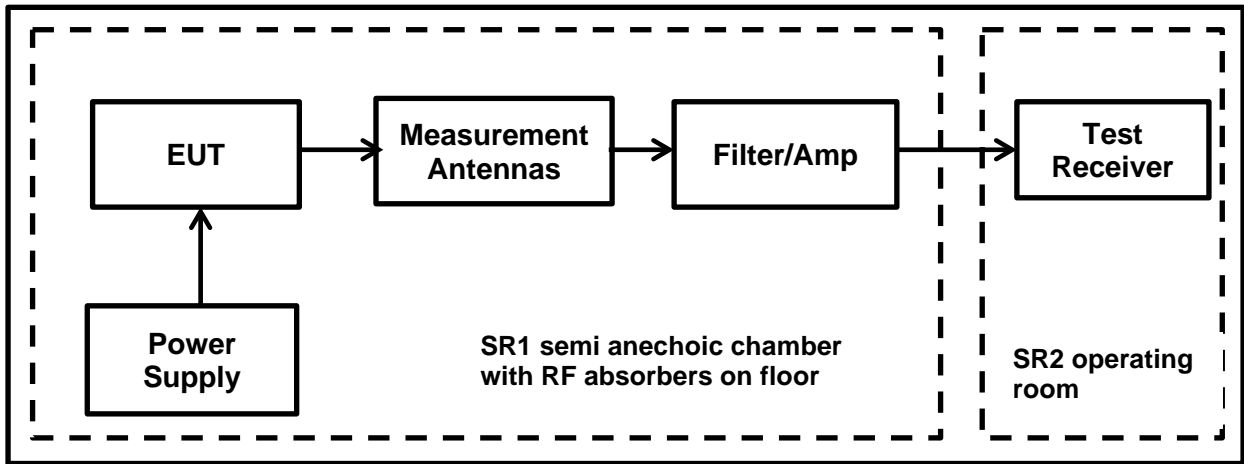 EUT
Measurement
Antennas
Filter/Amp
Test
Receiver
Power
Supply
SR1 semi anechoic chamber
with RF absorbers on floor
SR2 operating
room